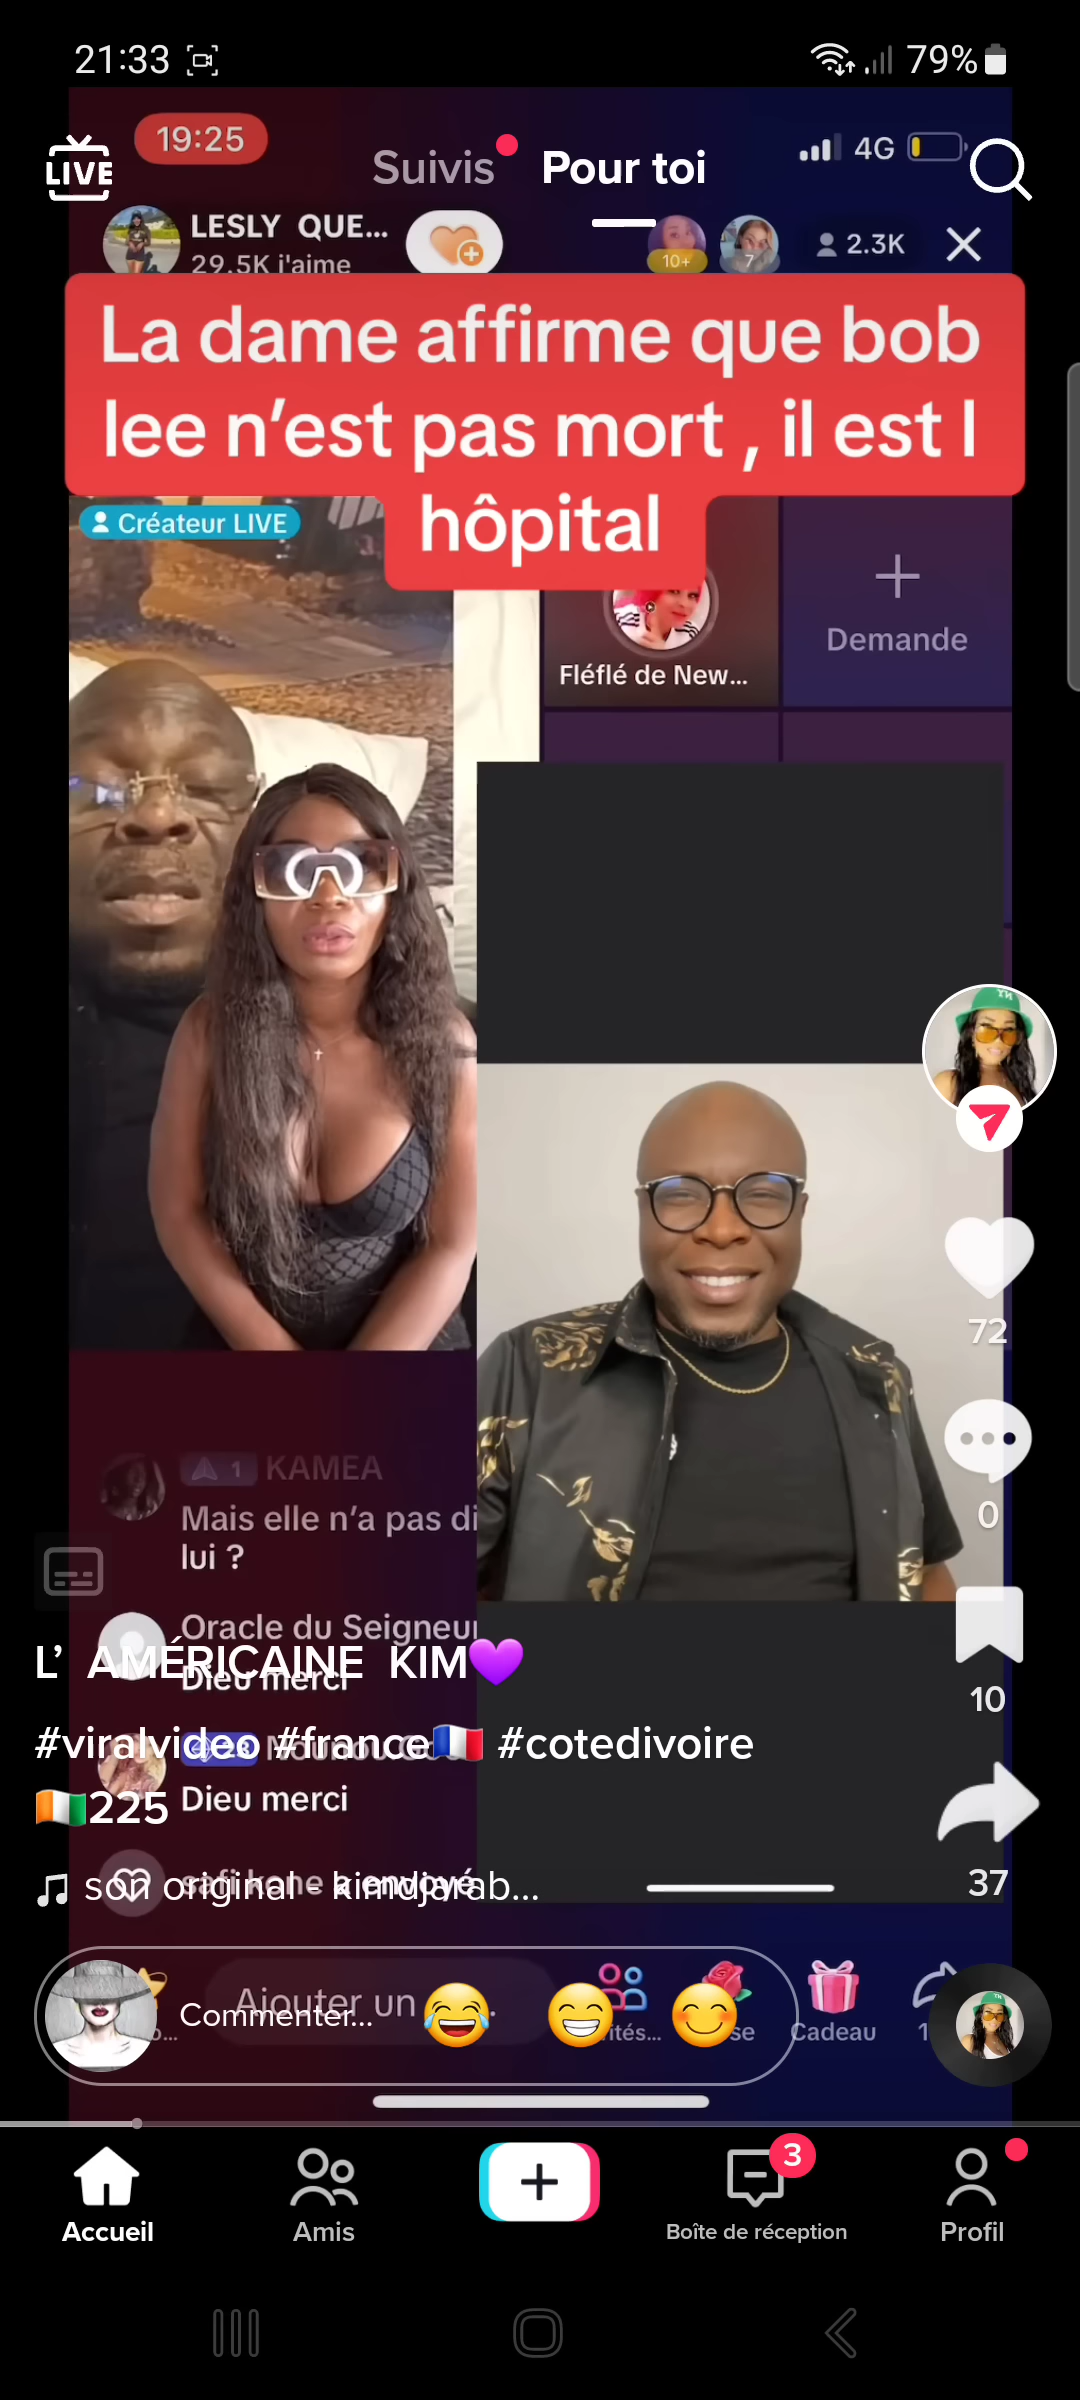 21:33
79%
19:25
4G
LIVE
Suivis
Pour toi
LESLY QUE...
29.5K j'aime
10+
7
2.3K
La dame affirme que bob
lee n’est pas mort , il est l
hôpital
Créateur LIVE
Fléflé de New...
Demande
72
1 KAMEA
Mais elle n’a pas di
lui ?
0
Oracle du Seigneur
Dieu merci
L’ AMÉRICAINE KIM💜
10
#viralvideo #france🇫🇷 #cotedivoire
🇨🇮225
Dieu merci
son original - kimdjarab...
37
Ajouter un
Commenter...
Cadeau
Accueil
Amis
3
Boîte de réception
Profil